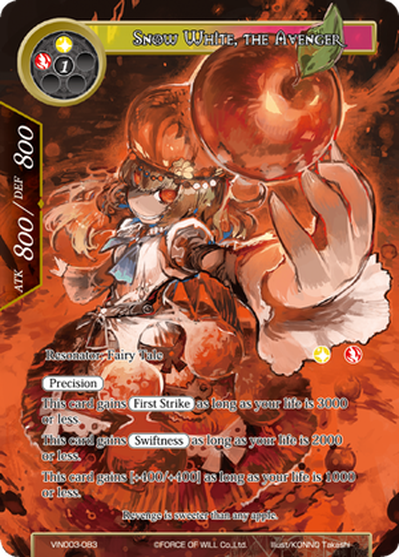 Snow White, the Avenger
1
ATK 800 / DEF 800
Resonator: Fairy Tale
Precision
This card gains First Strike as long as your life is 3000
or less.
This card gains Swiftness as long as your life is 2000
or less.
This card gains [+400/+400] as long as your life is 1000
or less.
Revenge is sweeter than any apple.
VIN003-083 ©FORCE OF WILL Co.,Ltd. Illust/KONNO Takashi